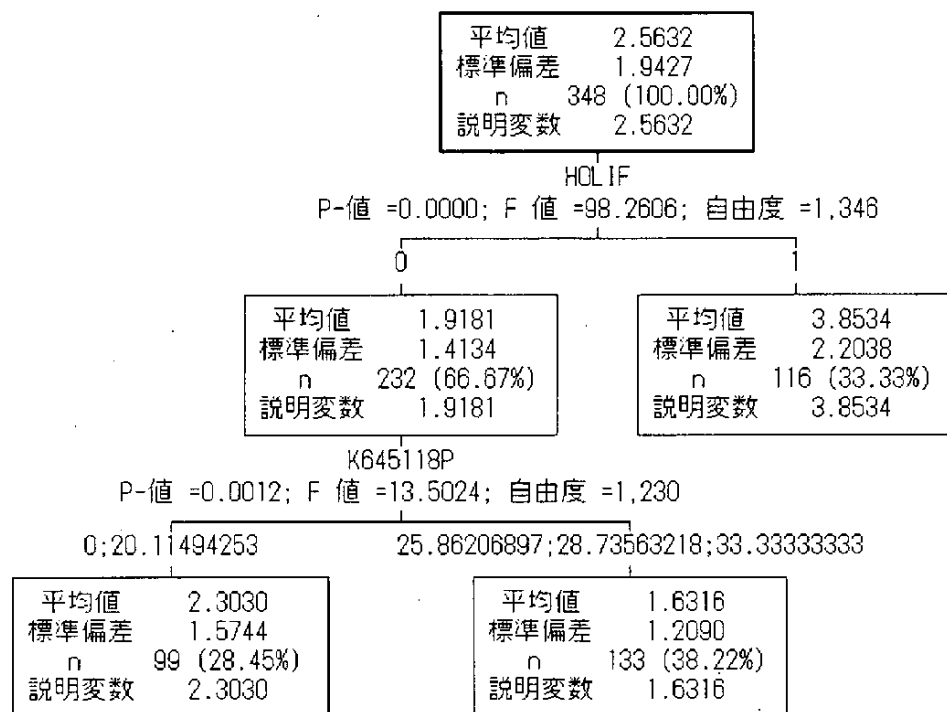 平均値 2.5632
標準偏差 1.9427
n 348 (100.00%)
説明変数 2.5632
HOLIF
P-値 =0.0000; F 値 =98.2606; 自由度 =1,346
0
1
平均値 1.9181
標準偏差 1.4134
n 232 (66.67%)
説明変数 1.9181
平均値 3.8534
標準偏差 2.2038
n 116 (33.33%)
説明変数 3.8534
K645118P
P-値 =0.0012; F 値 =13.5024; 自由度 =1,230
0;20.11494253
25.86206897;28.73563218;33.33333333
平均値 2.3030
標準偏差 1.5744
n 99 (28.45%)
説明変数 2.3030
平均値 1.6316
標準偏差 1.2090
n 133 (38.22%)
説明変数 1.6316